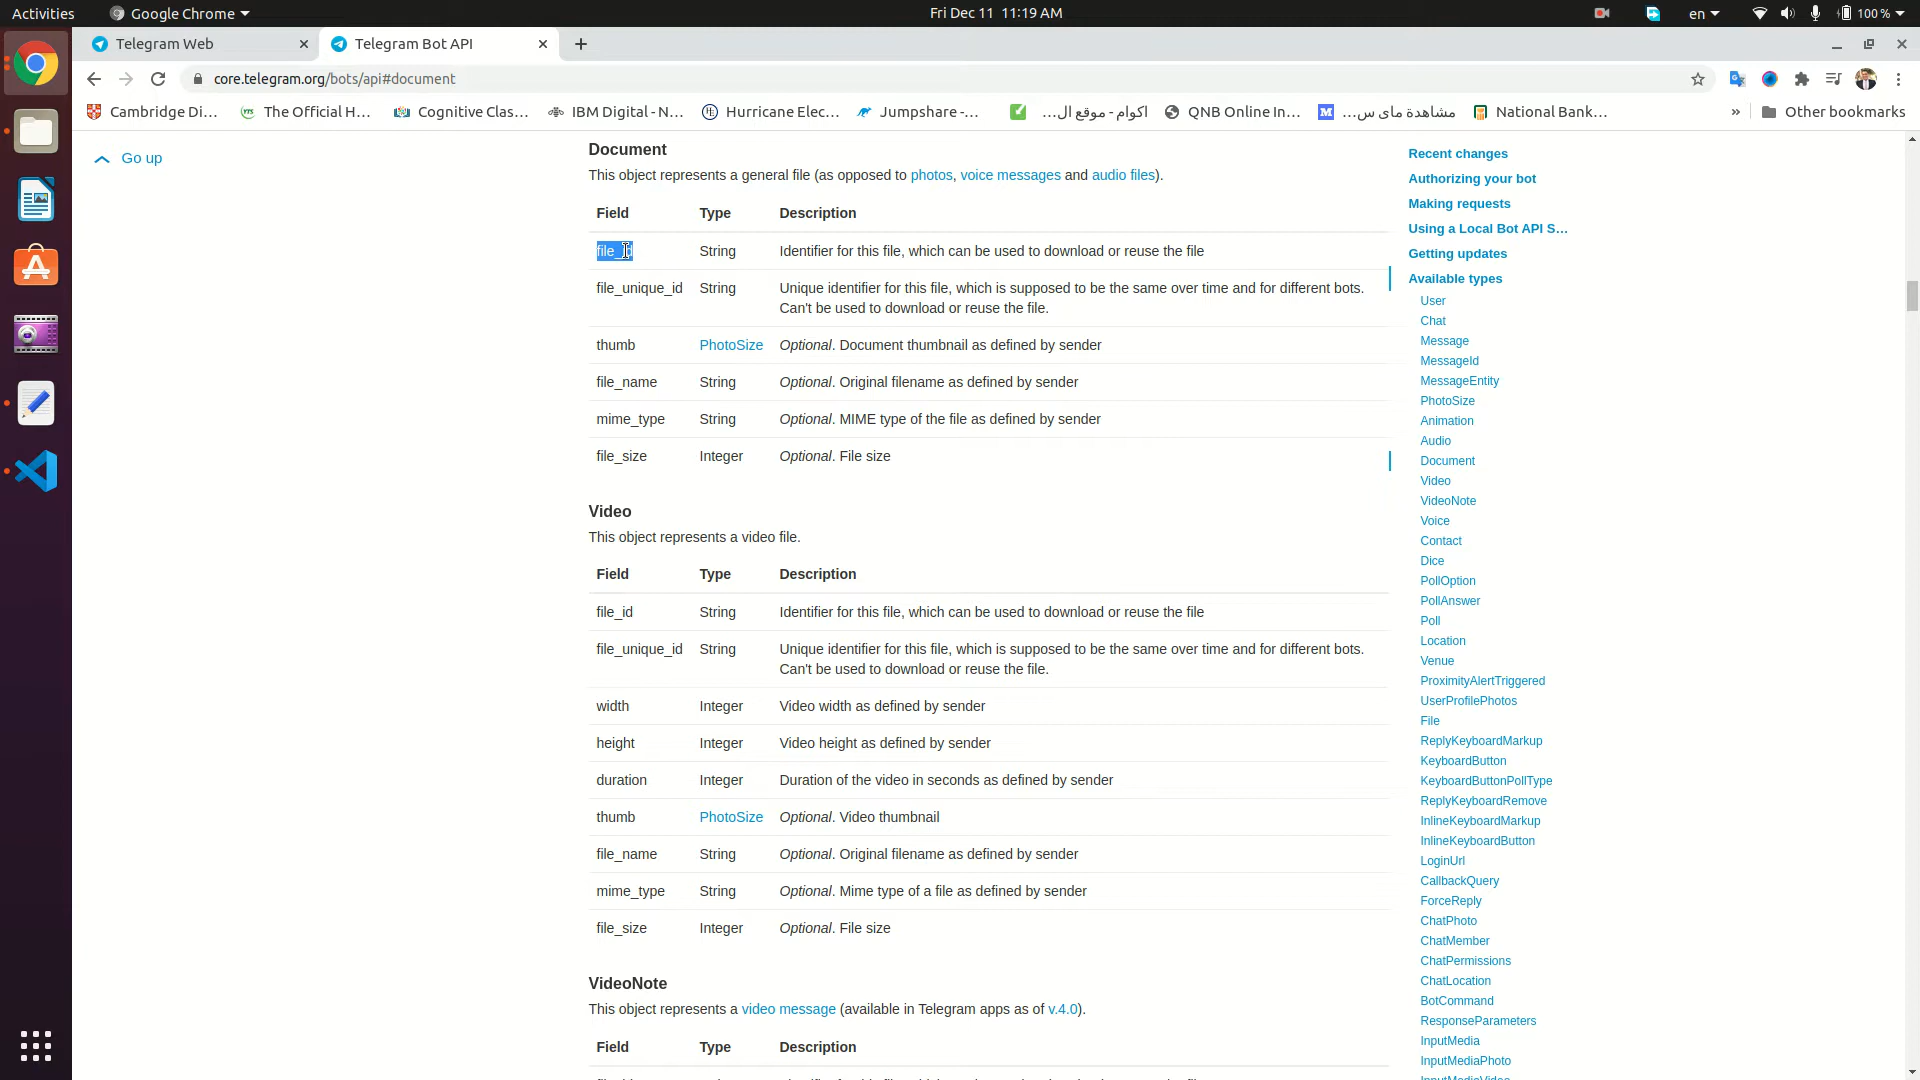 Activities
Google Chrome
Fri Dec 11 11:19 AM
en
100 %
Telegram Web
Telegram Bot API
core.telegram.org/bots/api#document
Cambridge Di...
The Official H...
Cognitive Clas...
IBM Digital - N...
Hurricane Elec...
Jumpshare -...
اكوام - موقع ال...
QNB Online In...
مشاهدة ماى س...
National Bank...
»
Other bookmarks
Go up
Document
This object represents a general file (as opposed to photos, voice messages and audio files).
Field Type Description
file_id String Identifier for this file, which can be used to download or reuse the file
file_unique_id String Unique identifier for this file, which is supposed to be the same over time and for different bots.
Can't be used to download or reuse the file.
thumb PhotoSize Optional. Document thumbnail as defined by sender
file_name String Optional. Original filename as defined by sender
mime_type String Optional. MIME type of the file as defined by sender
file_size Integer Optional. File size
Video
This object represents a video file.
Field Type Description
file_id String Identifier for this file, which can be used to download or reuse the file
file_unique_id String Unique identifier for this file, which is supposed to be the same over time and for different bots.
Can't be used to download or reuse the file.
width Integer Video width as defined by sender
height Integer Video height as defined by sender
duration Integer Duration of the video in seconds as defined by sender
thumb PhotoSize Optional. Video thumbnail
file_name String Optional. Original filename as defined by sender
mime_type String Optional. Mime type of a file as defined by sender
file_size Integer Optional. File size
VideoNote
This object represents a video message (available in Telegram apps as of v.4.0).
Field Type Description
Recent changes
Authorizing your bot
Making requests
Using a Local Bot API S...
Getting updates
Available types
User
Chat
Message
MessageId
MessageEntity
PhotoSize
Animation
Audio
Document
Video
VideoNote
Voice
Contact
Dice
PollOption
PollAnswer
Poll
Location
Venue
ProximityAlertTriggered
UserProfilePhotos
File
ReplyKeyboardMarkup
KeyboardButton
KeyboardButtonPollType
ReplyKeyboardRemove
InlineKeyboardMarkup
InlineKeyboardButton
LoginUrl
CallbackQuery
ForceReply
ChatPhoto
ChatMember
ChatPermissions
ChatLocation
BotCommand
ResponseParameters
InputMedia
InputMediaPhoto